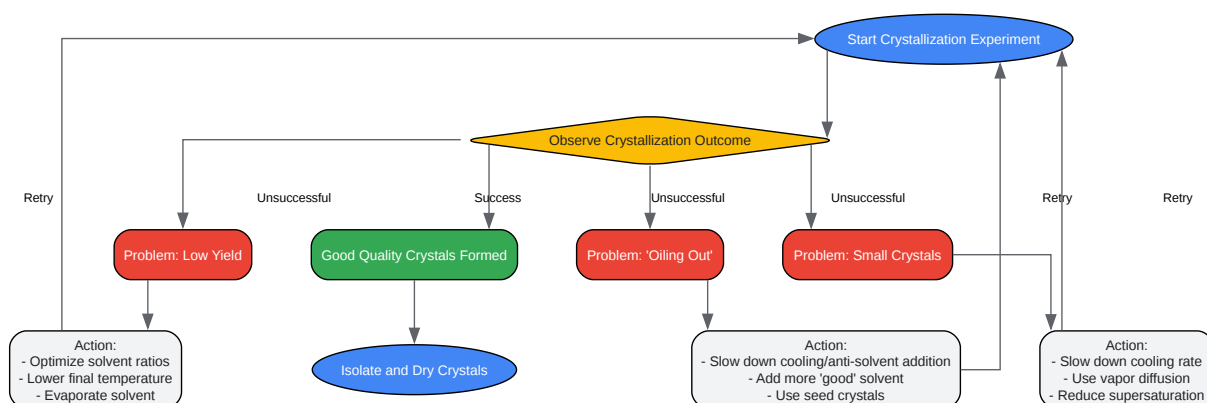 Start Crystallization Experiment
Observe Crystallization Outcome
Retry
Unsuccessful
Success
Unsuccessful
Unsuccessful
Retry
Retry
Problem: Low Yield
Good Quality Crystals Formed
Problem: 'Oiling Out'
Problem: Small Crystals
Action:
- Optimize solvent ratios
- Lower final temperature
- Evaporate solvent
Isolate and Dry Crystals
Action:
- Slow down cooling/anti-solvent addition
- Add more 'good' solvent
- Use seed crystals
Action:
- Slow down cooling rate
- Use vapor diffusion
- Reduce supersaturation